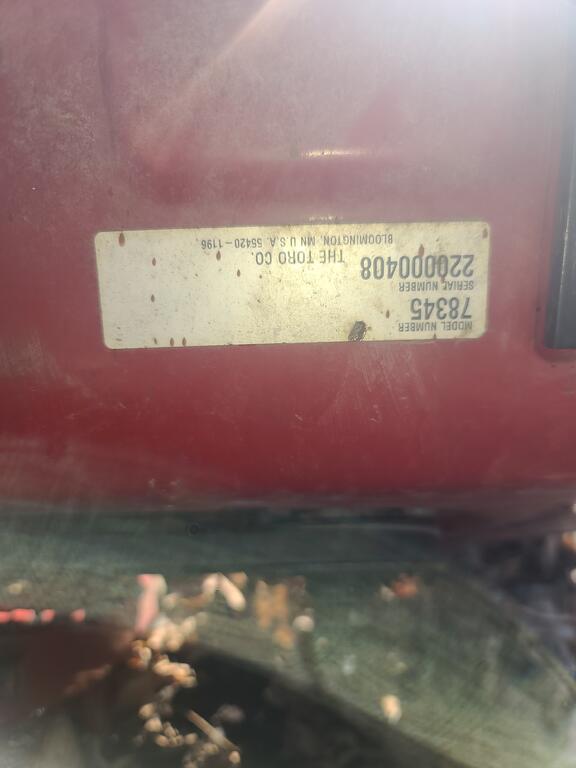 MODEL NUMBER
78345
SERIAL NUMBER
220000408
THE TORO CO.
BLOOMINGTON, MN U.S.A. 55420-1196